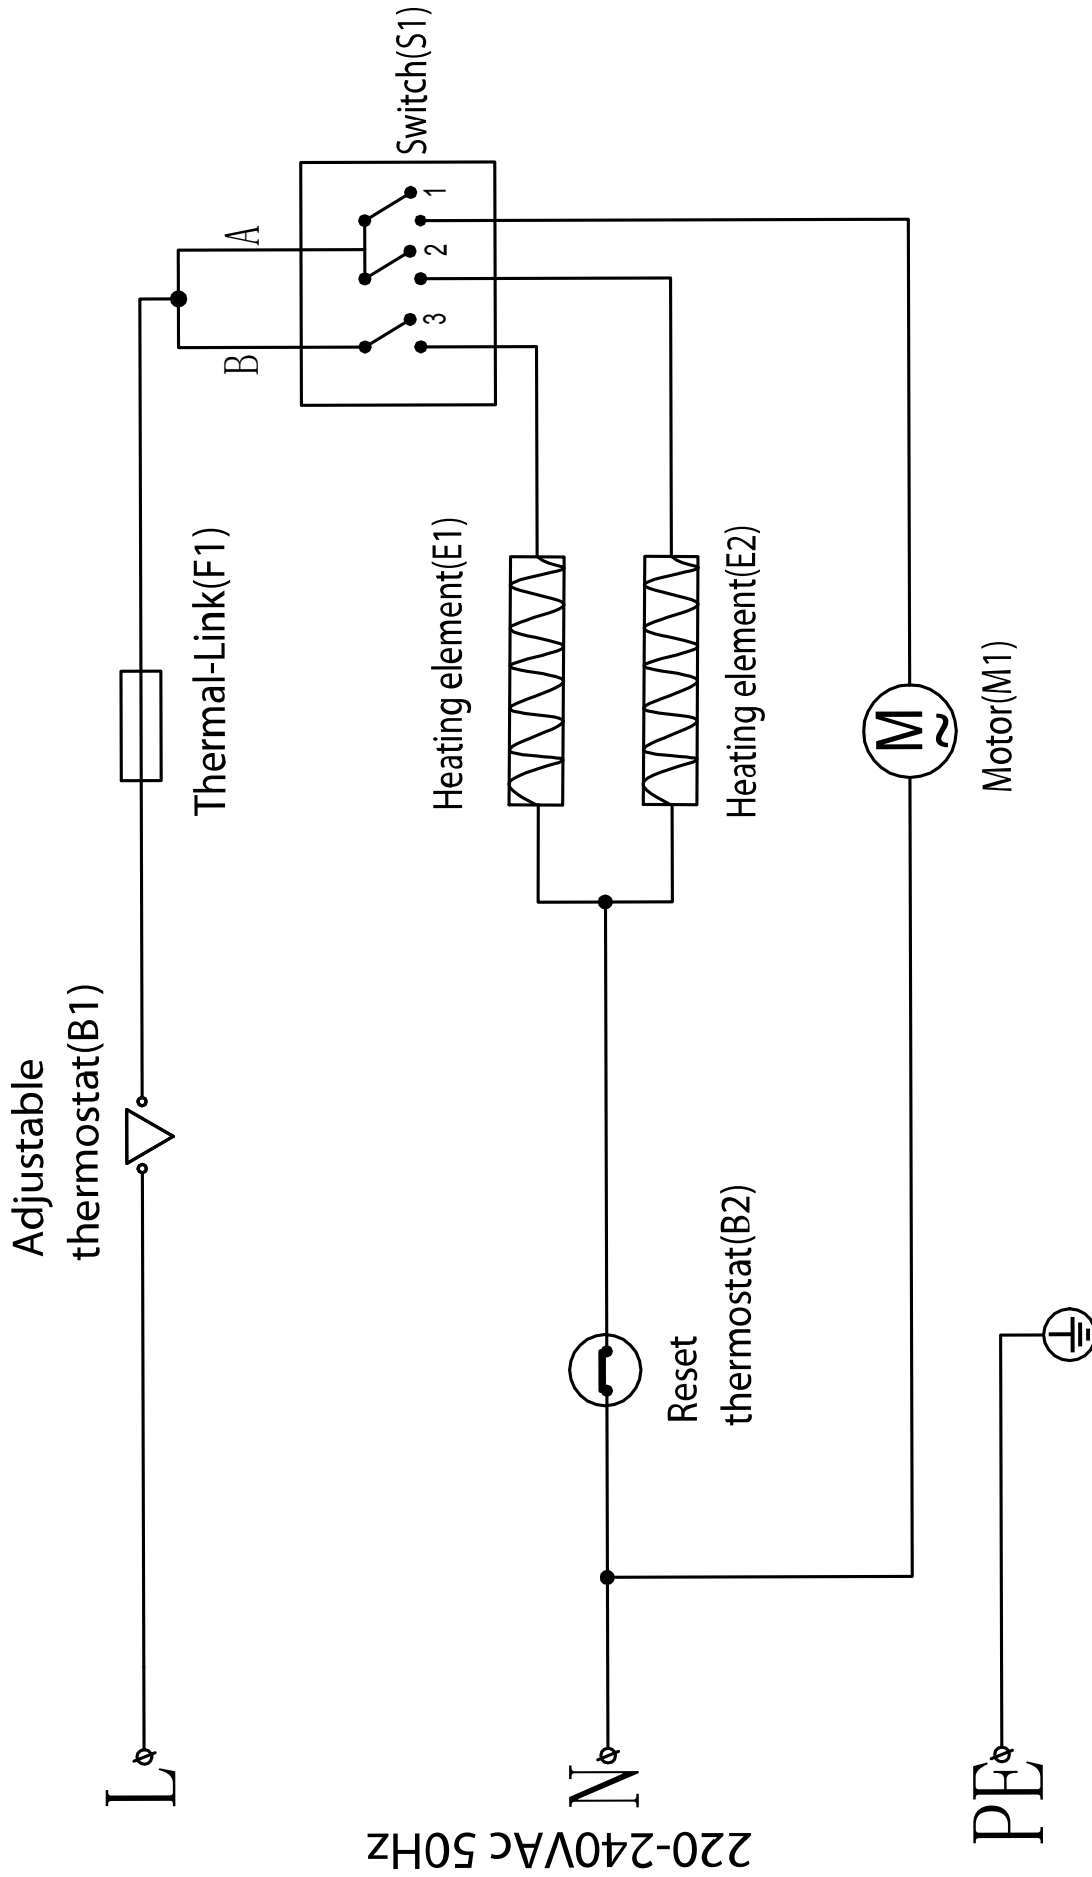 Adjustable
thermostat(B1)
Thermal-Link(F1)
A
B
Switch(S1)
1
2
3
Heating element(E1)
Heating element(E2)
Reset
thermostat(B2)
M
~
Motor(M1)
L
N
PE
220-240VAc 50Hz